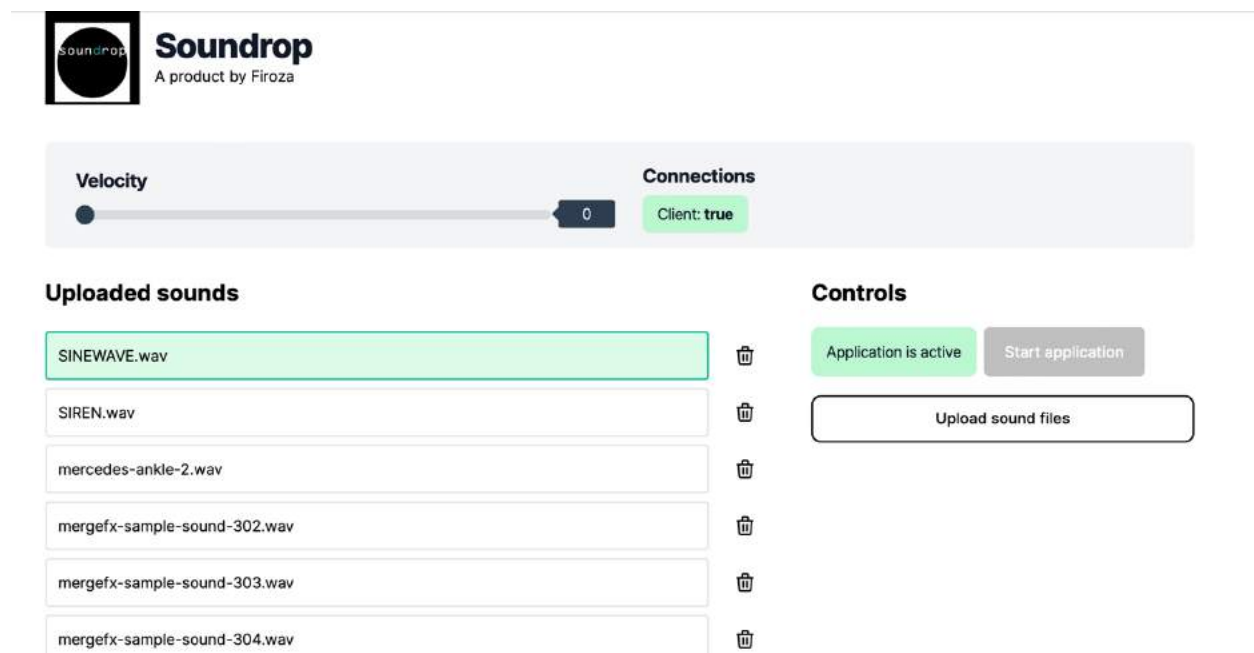 soundrop
Soundrop
A product by Firoza
Velocity
0
Connections
Client: true
Uploaded sounds
SINEWAVE.wav
SIREN.wav
mercedes-ankle-2.wav
mergefx-sample-sound-302.wav
mergefx-sample-sound-303.wav
mergefx-sample-sound-304.wav
Controls
Application is active
Start application
Upload sound files